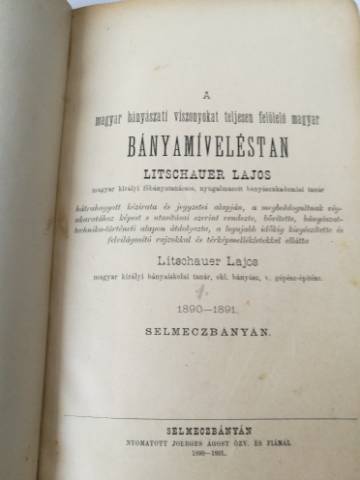 A
magyar bányászati viszonyokat teljesen felölelő magyar
BÁNYAMÍVELÉSTAN
LITSCHAUER LAJOS
magyar királyi főbányatanácsos, nyugalmazott bányászakadémiai tanár
hátrahagyott kézirata és jegyzetei alapján, a megboldogultnak vég-
akaratához képest s utasításai szerint rendezte, bővítette, bányászat-
technika-történeti alapon átdolgozta, a legujabb időkig kiegészítette és
felvilágosító rajzokkal és térképmellékletekkel ellátta
Litschauer Lajos
magyar királyi bányaiskolai tanár, okl. bányász, v. gépész-építész.
1.
1890—1891.
SELMECZBÁNYÁN.
SELMECZBÁNYÁN
NYOMATOTT JOERGES ÁGOST ÖZV. ÉS FIÁNÁL
1890—1891.